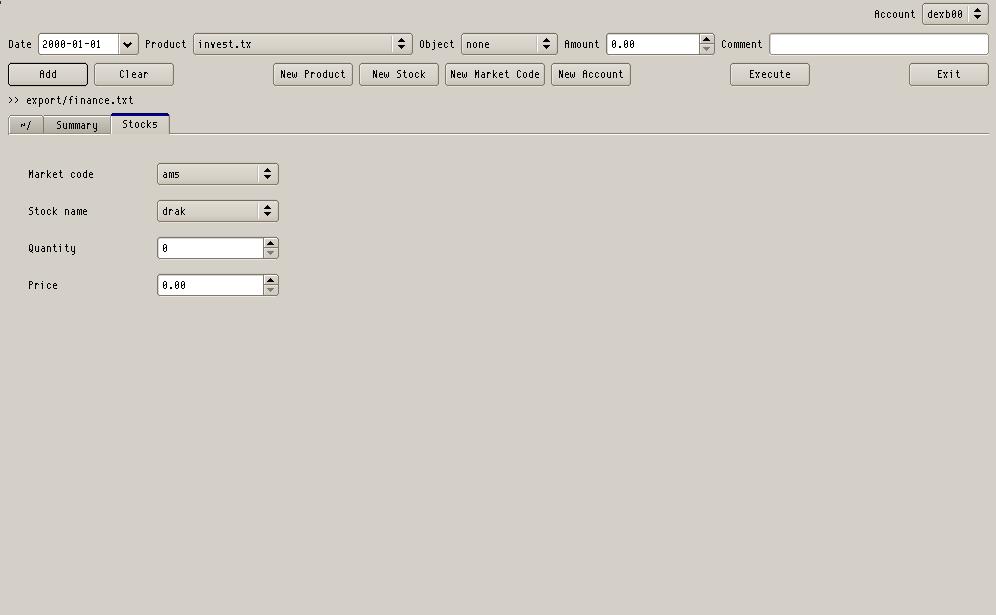 Account dexb00
Date 2000-01-01 Product invest.tx Object none Amount 0.00 Comment
Add Clear New Product New Stock New Market Code New Account Execute Exit
>> export/finance.txt
~/ Summary Stocks
Market code ams
Stock name drak
Quantity 0
Price 0.00